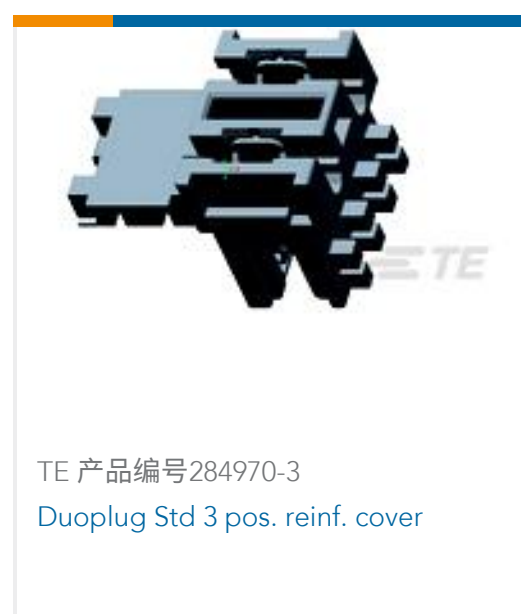 TE
TE 产品编号284970-3
Duoplug Std 3 pos. reinf. cover